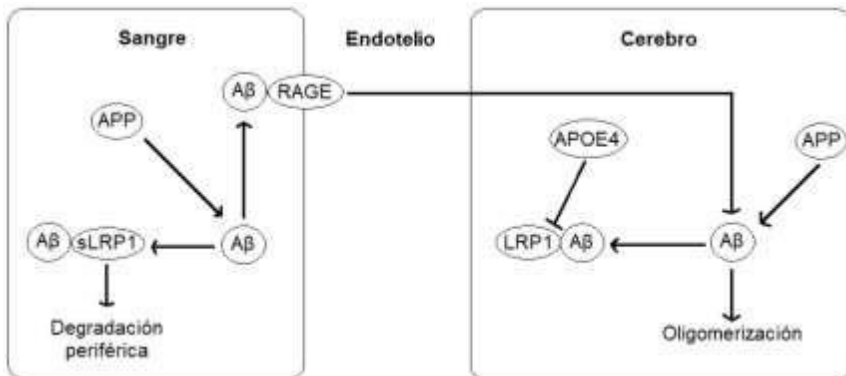 Sangre
Endotelio
Cerebro
Aβ RAGE
APP
APOE4
APP
Aβ sLRP1
Aβ
LRP1 Aβ
Aβ
Degradación
periférica
Oligomerización